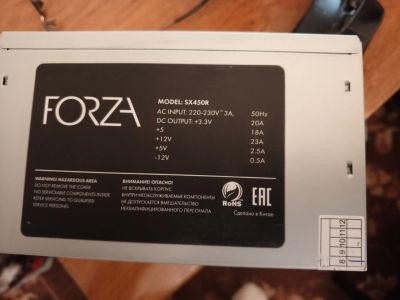 FORZA
MODEL: SX450R
AC INPUT: 220-230V~3A, 50Hz
DC OUTPUT: +3.3V 20A
+5 18A
+12V 23A
+5V 2.5A
-12V 0.5A
WARNING! HAZARDOUS AREA
DO NOT REMOVE THE COVER
NO SERVICEABLE COMPONENTS INSIDE
REFER SERVICING TO QUALIFIED
SERVICE PERSONNEL
ВНИМАНИЕ! ОПАСНО!
НЕ ВСКРЫВАТЬ КОРПУС
ВНУТРИ НЕОБСЛУЖИВАЕМЫЕ КОМПОНЕНТЫ
НЕ ДОПУСКАЕТСЯ ВМЕШАТЕЛЬСТВО
НЕКВАЛИФИЦИРОВАННОГО ПЕРСОНАЛА
RoHS
EAC
Сделано в Китае
8 9 10 11 12